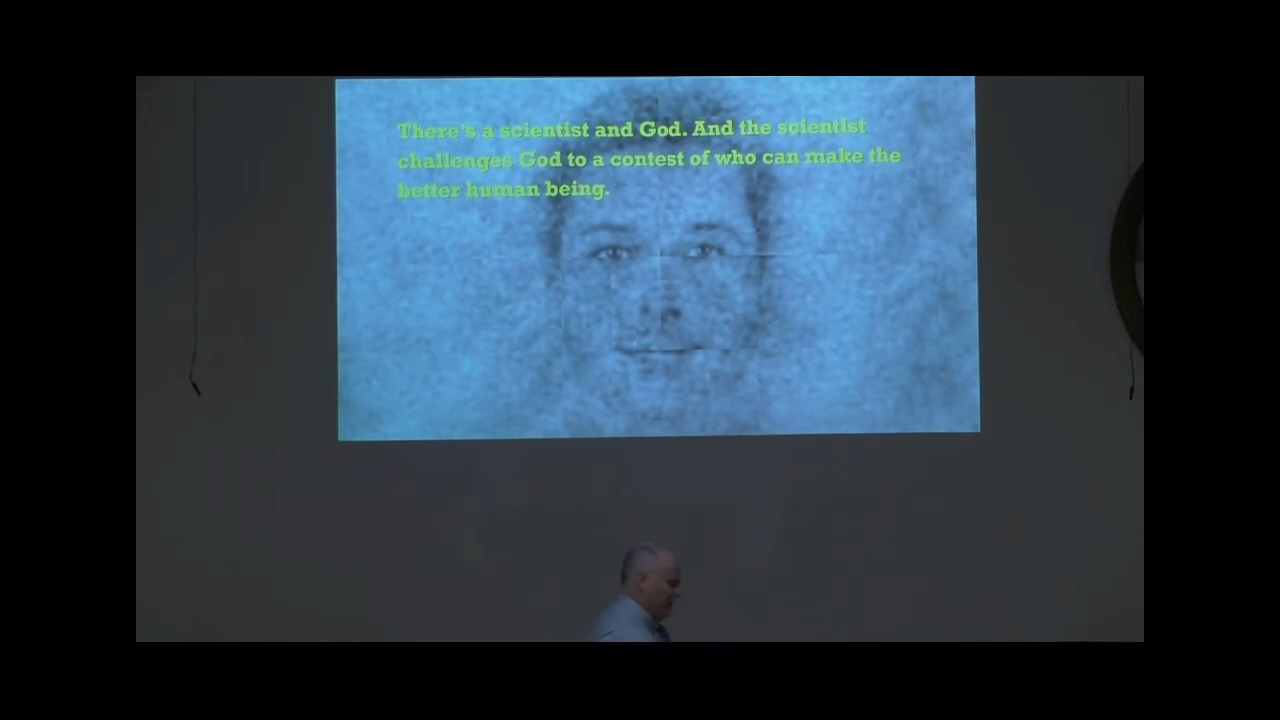 There's a scientist and God. And the scientist
challenges God to a contest of who can make the
better human being.